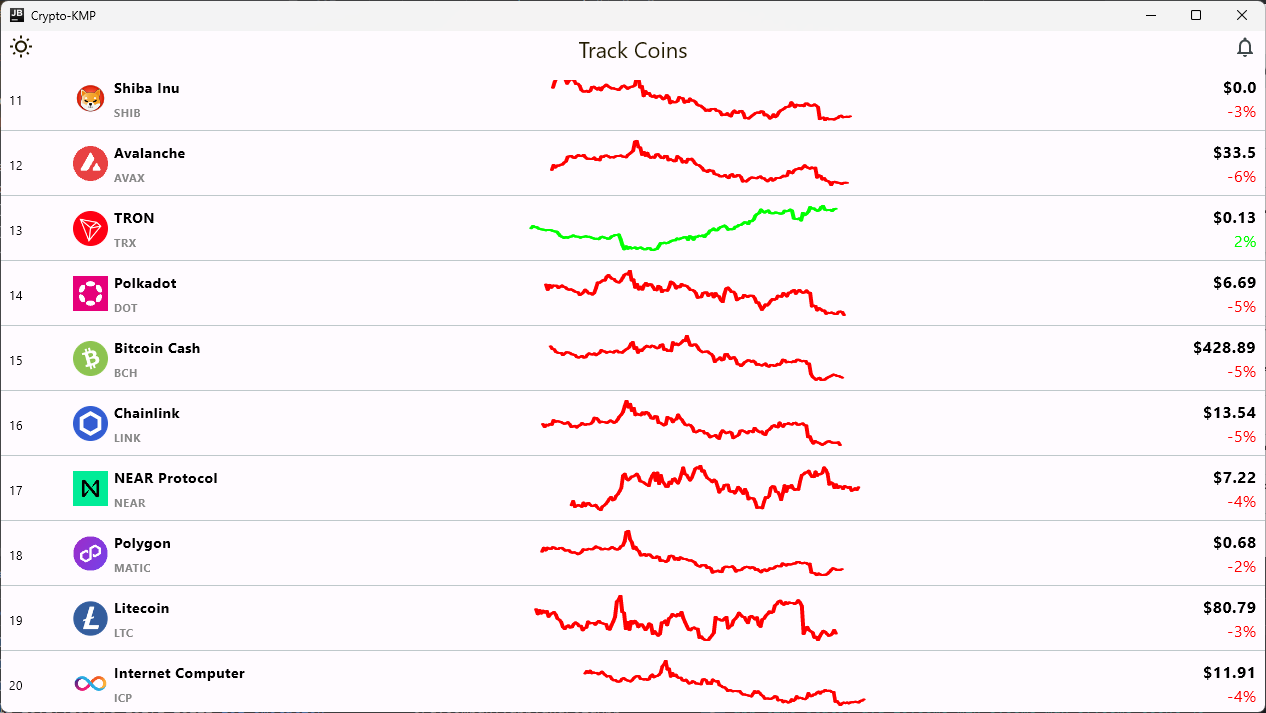 JB
Crypto-KMP
Track Coins
11
Shiba Inu
SHIB
$0.0
-3%
12
Avalanche
AVAX
$33.5
-6%
13
TRON
TRX
$0.13
2%
14
Polkadot
DOT
$6.69
-5%
15
Bitcoin Cash
BCH
$428.89
-5%
16
Chainlink
LINK
$13.54
-5%
17
NEAR Protocol
NEAR
$7.22
-4%
18
Polygon
MATIC
$0.68
-2%
19
Litecoin
LTC
$80.79
-3%
20
Internet Computer
ICP
$11.91
-4%